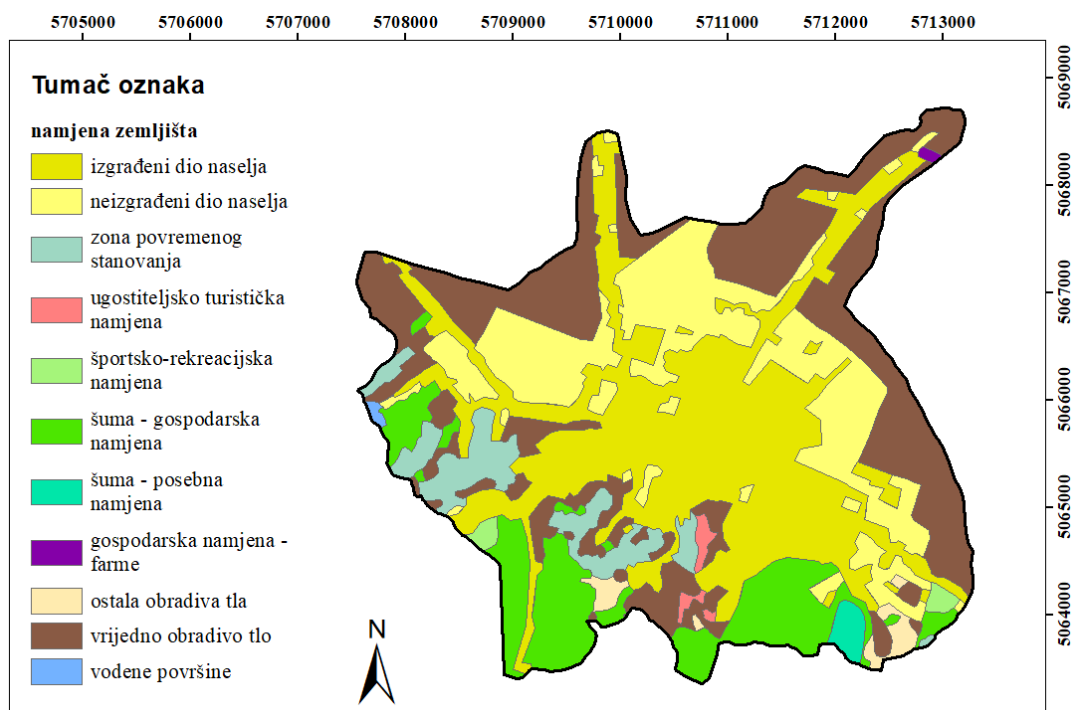 5705000 5706000 5707000 5708000 5709000 5710000 5711000 5712000 5713000
Tumač oznaka
namjena zemljišta
izgrađeni dio naselja
neizgrađeni dio naselja
zona povremenog
stanovanja
ugostiteljsko turistička
namjena
športsko-rekreacijska
namjena
šuma - gospodarska
namjena
šuma - posebna
namjena
gospodarska namjena -
farme
ostala obradiva tla
vrijedno obradivo tlo
vodene površine
N
5069000
5068000
5067000
5066000
5065000
5064000